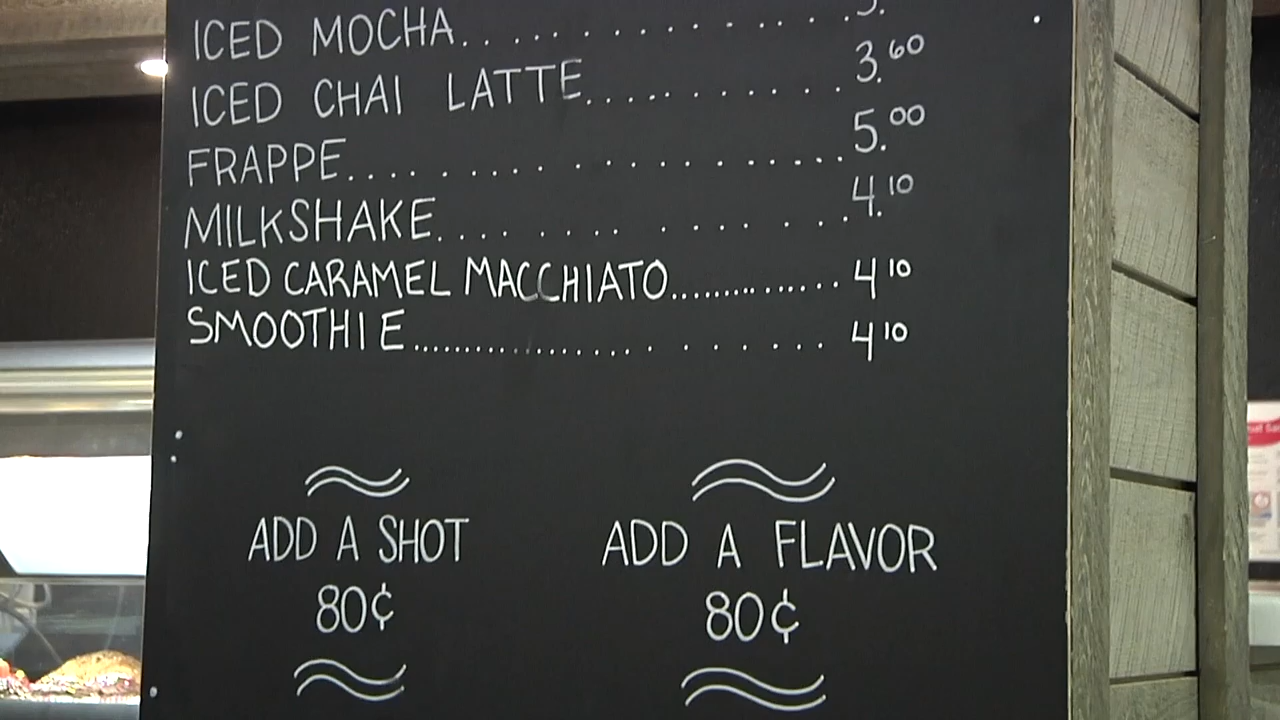 ICED MOCHA..............
ICED CHAI LATTE........... 3.60
FRAPPE..................... 5.00
MILKSHAKE............. 4.10
ICED CARAMEL MACCHIATO.............. 4 10
SMOOTHIE......................... 4 10
ADD A SHOT
80¢
ADD A FLAVOR
80¢